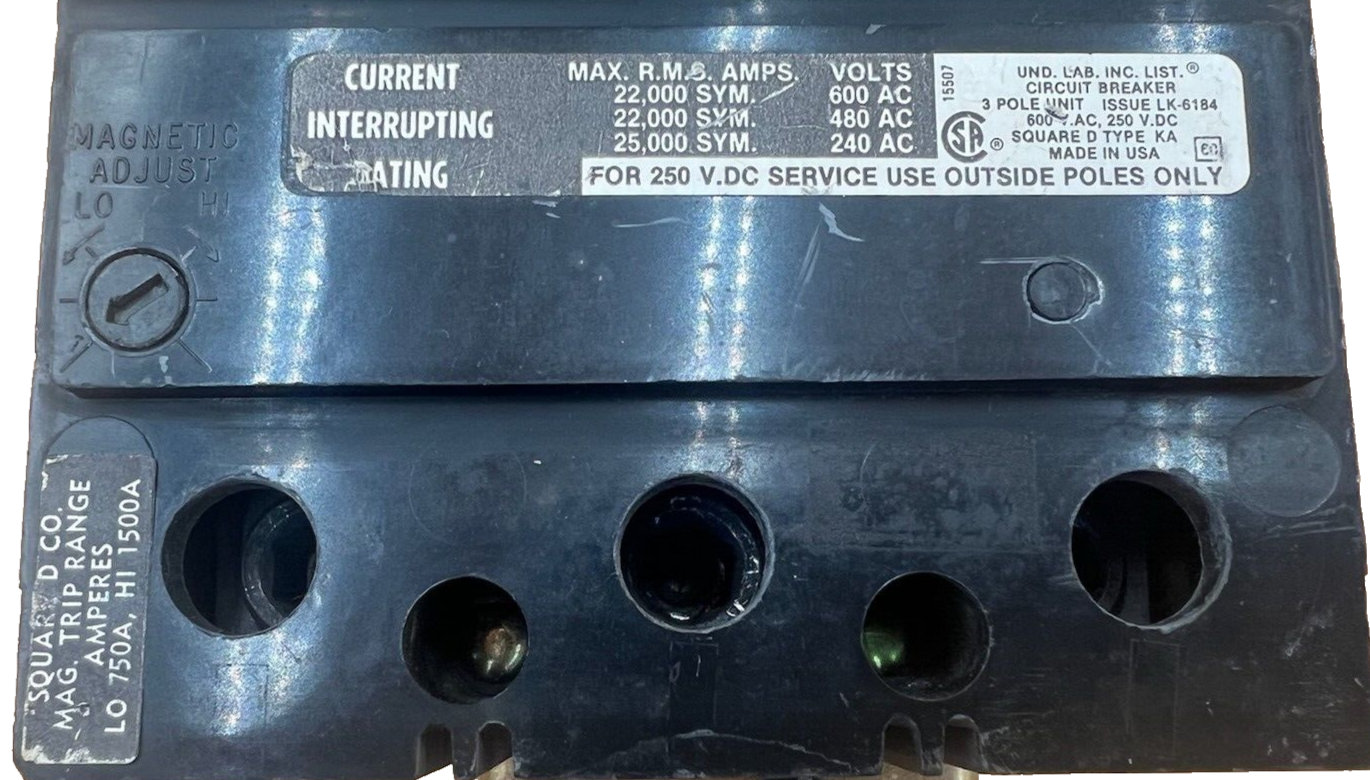 MAGNETIC
ADJUST
LO HI
CURRENT
INTERRUPTING
RATING
MAX. R.M.S. AMPS. VOLTS
22,000 SYM. 600 AC
22,000 SYM. 480 AC
25,000 SYM. 240 AC
FOR 250 V.DC SERVICE USE OUTSIDE POLES ONLY
15507
UND. LAB. INC. LIST.®
CIRCUIT BREAKER
3 POLE UNIT ISSUE LK-6184
600 V.AC, 250 V.DC
SA ®
SQUARE D TYPE KA
MADE IN USA
60
SQUARE D CO.
MAG. TRIP RANGE
AMPERES
LO 750A, HI 1500A